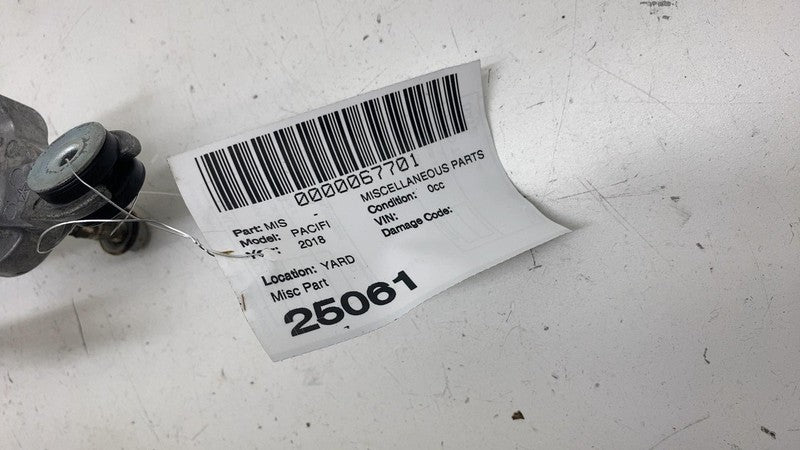 0000067701
Part: MIS - MISCELLANEOUS PARTS
Model: PACIFI Condition: 0cc
2018 VIN:
Damage Code:
Location: YARD
Misc Part
25061